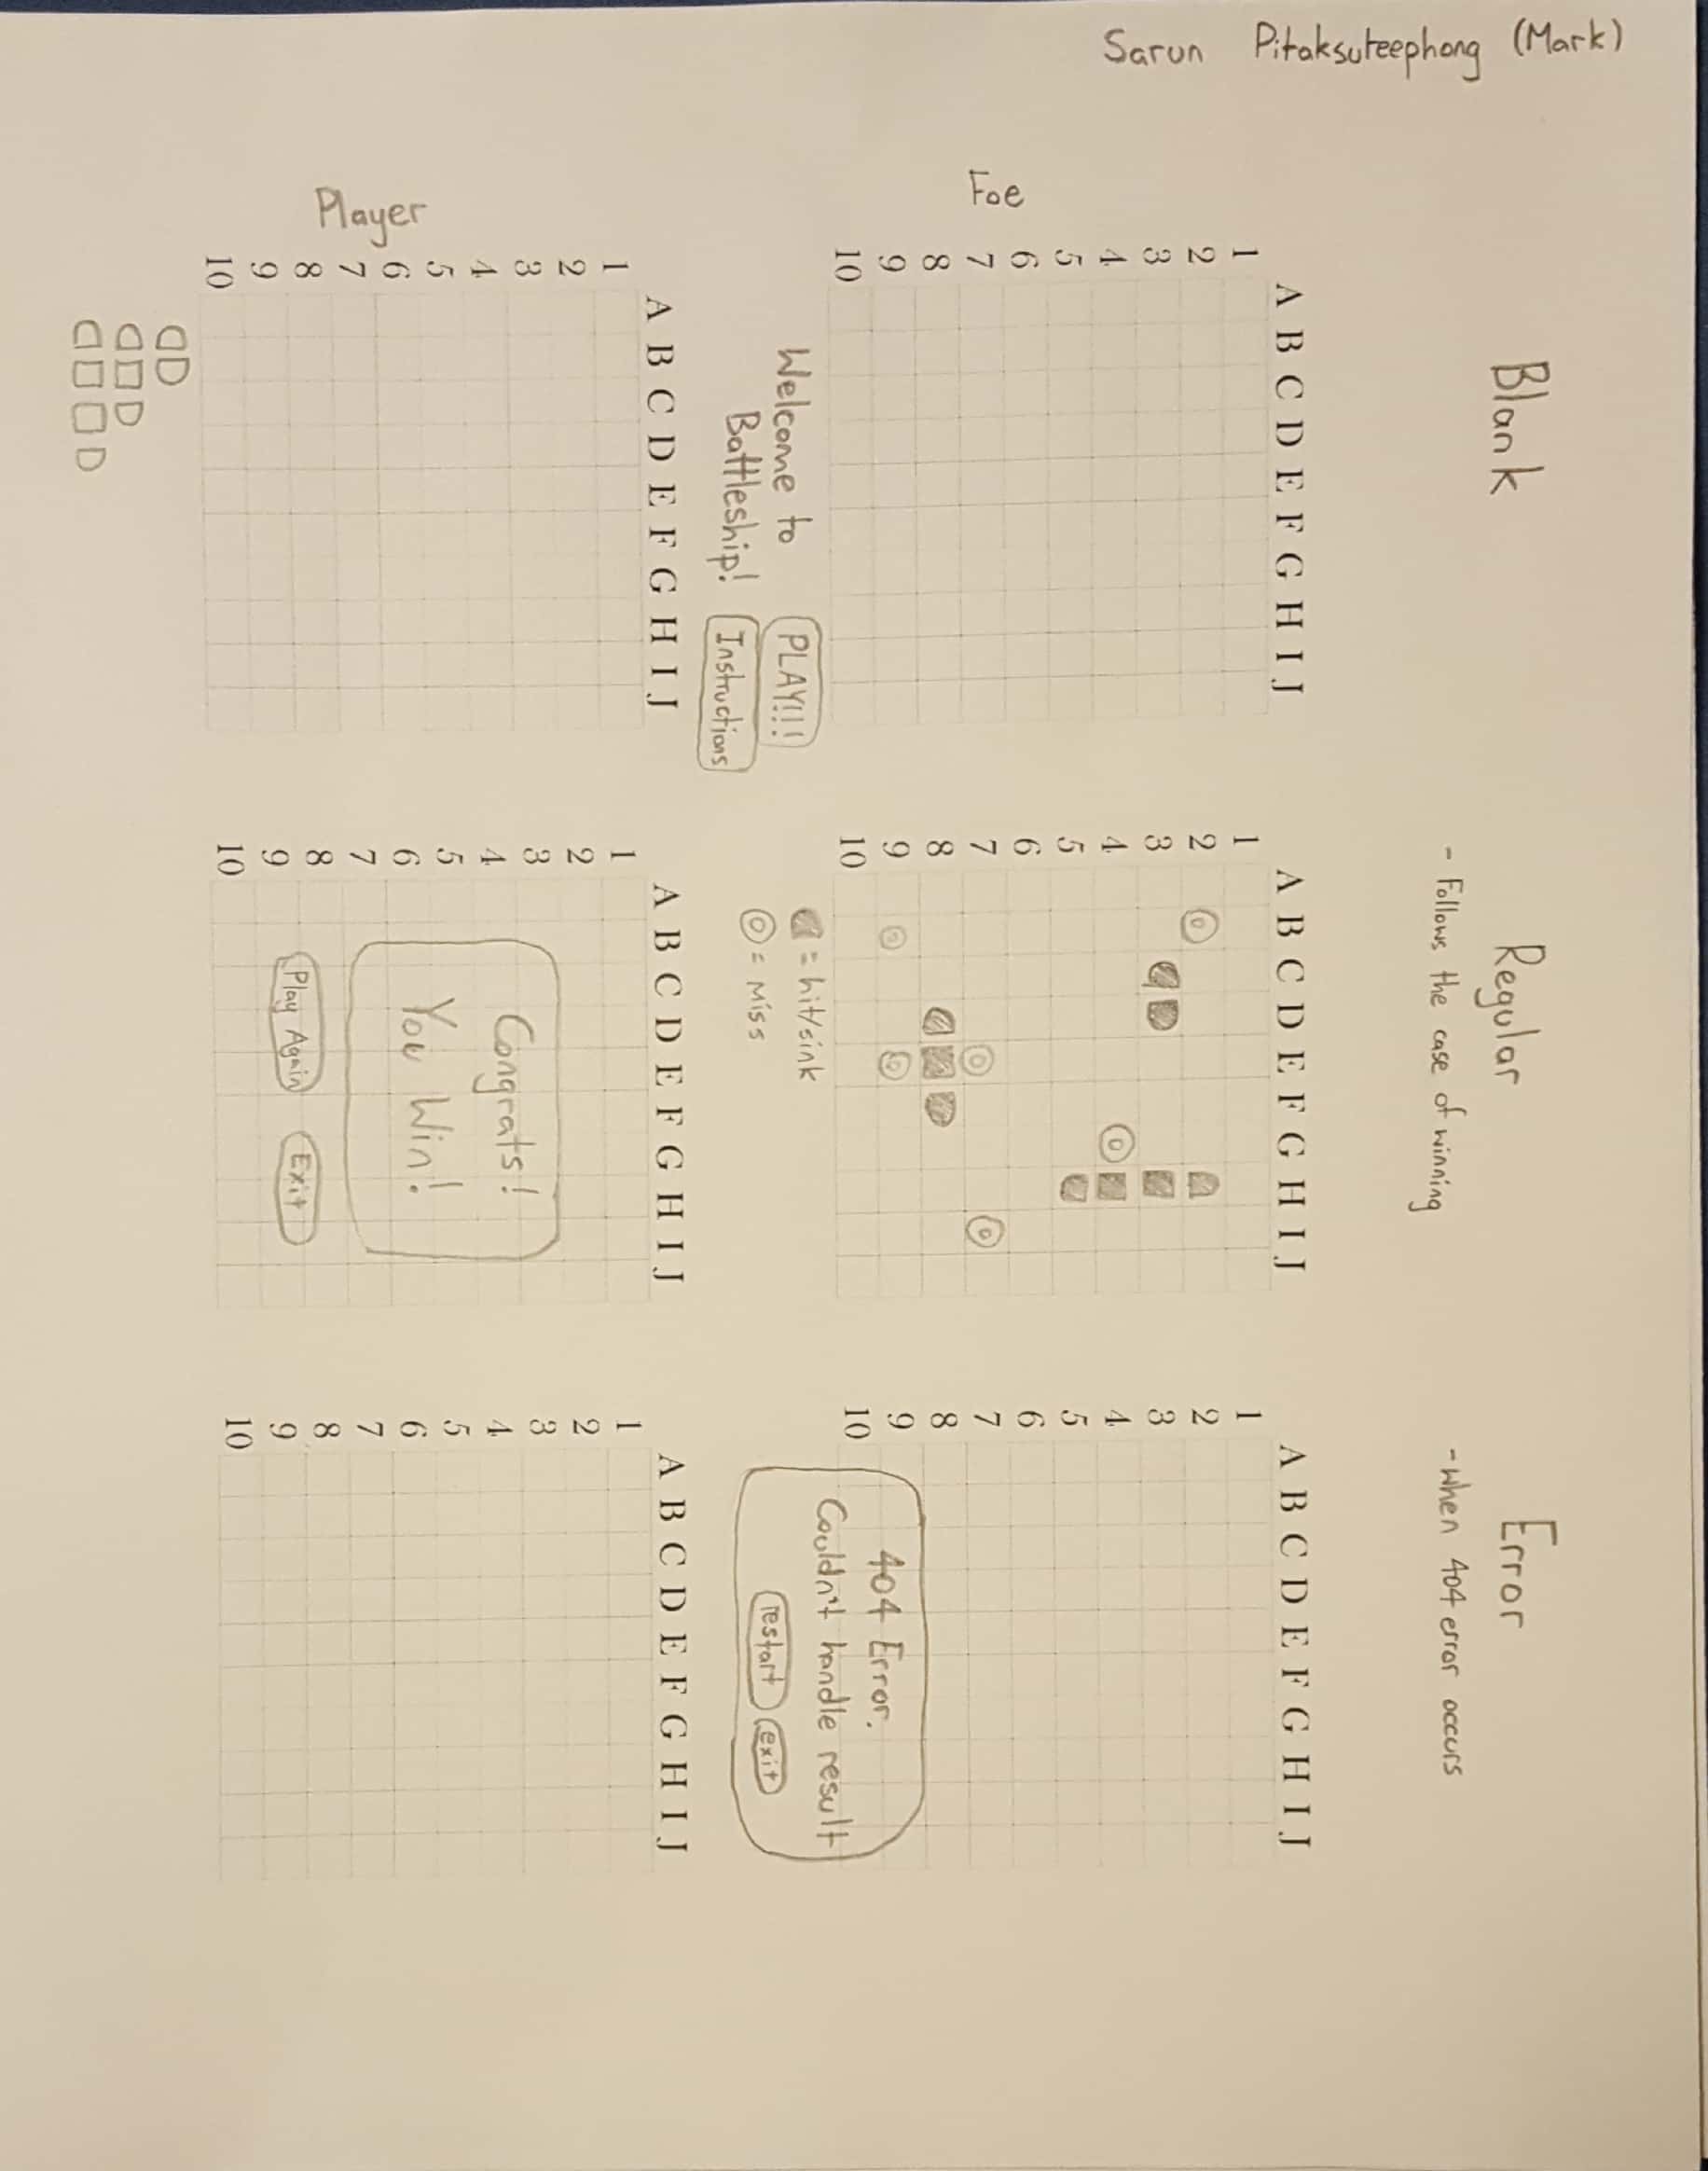 Sarun Pitaksuteephong (Mark)
Blank
Regular
- Follows the case of winning
Error
- when 404 error occurs
Foe
A B C D E F G H I J
1
2
3
4
5
6
7
8
9
10
Welcome to
Battleship!
PLAY!!!
Instructions
A B C D E F G H I J
1
2
3
4
5
6
7
8
9
10
= hit/sink
= Miss
A B C D E F G H I J
1
2
3
4
5
6
7
8
9
10
404 Error.
Couldn't handle result
restart exit
Player
A B C D E F G H I J
1
2
3
4
5
6
7
8
9
10
A B C D E F G H I J
1
2
3
4
5
6
7
8
9
10
Congrats!
You Win!
Play Again Exit
A B C D E F G H I J
1
2
3
4
5
6
7
8
9
10